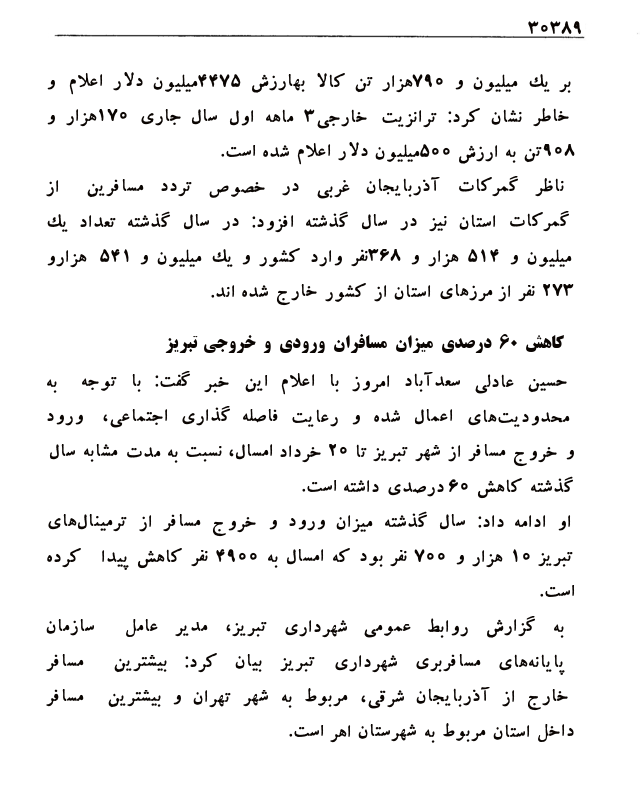 ۳۰۳۸۹
بر یك میلیون و ۷۹۰هزار تن کالا بهارزش ۴۴۷۵میلیون دلار اعلام و
خاطر نشان کرد: ترانزیت خارجی۳ ماهه اول سال جاری ۱۷۰هزار و
۹۰۸تن به ارزش ۵۰۰میلیون دلار اعلام شده است.
ناظر گمرکات آذربایجان غربی در خصوص تردد مسافرین از
گمرکات استان نیز در سال گذشته افزود: در سال گذشته تعداد یك
میلیون و ۵۱۴ هزار و ۳۶۸نفر وارد کشور و یك میلیون و ۵۴۱ هزارو
۲۷۳ نفر از مرزهای استان از کشور خارج شده اند.
کاهش ۶۰ درصدی میزان مسافران ورودی و خروجی تبریز
حسین عادلی سعدآباد امروز با اعلام این خبر گفت: با توجه به
محدودیت‌های اعمال شده و رعایت فاصله گذاری اجتماعی، ورود
و خروج مسافر از شهر تبریز تا ۲۰ خرداد امسال، نسبت به مدت مشابه سال
گذشته کاهش ۶۰درصدی داشته است.
او ادامه داد: سال گذشته میزان ورود و خروج مسافر از ترمینال‌های
تبریز ۱۰ هزار و ۷۰۰ نفر بود که امسال به ۴۹۰۰ نفر کاهش پیدا کرده
است.
به گزارش روابط عمومی شهرداری تبریز، مدیر عامل سازمان
پایانه‌های مسافربری شهرداری تبریز بیان کرد: بیشترین مسافر
خارج از آذربایجان شرقی، مربوط به شهر تهران و بیشترین مسافر
داخل استان مربوط به شهرستان اهر است.